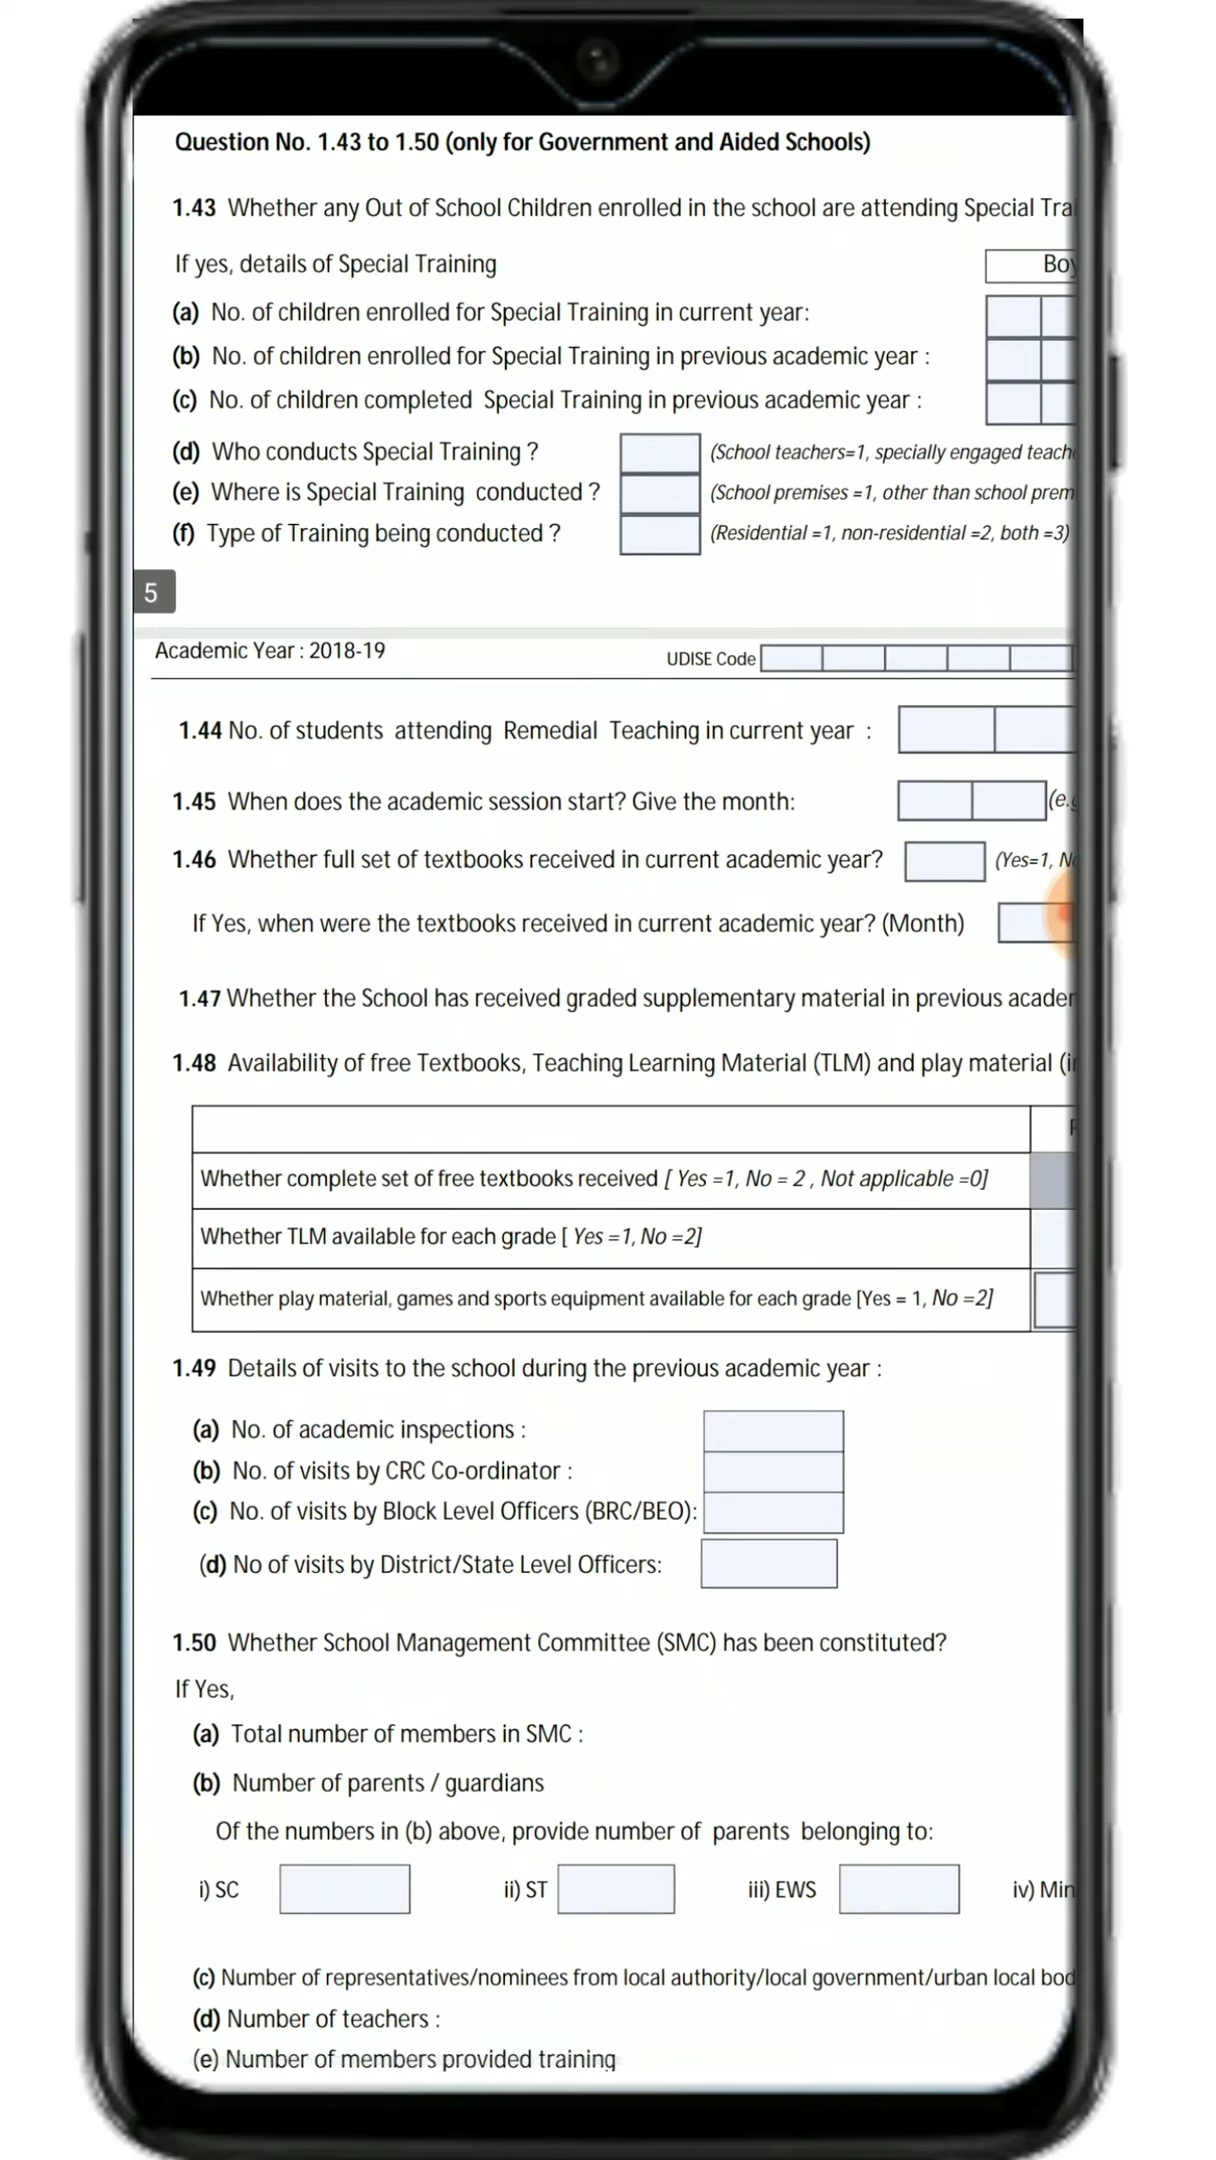 Question No. 1.43 to 1.50 (only for Government and Aided Schools)
1.43 Whether any Out of School Children enrolled in the school are attending Special
If yes, details of Special Training
(a) No. of children enrolled for Special Training in current year:
(b) No. of children enrolled for Special Training in previous academic year :
(c) No. of children completed Special Training in previous academic year :
(d) Who conducts Special Training ? (School teachers=1, specially engaged
(e) Where is Special Training conducted ? (School premises =1, other than school
(f) Type of Training being conducted ? (Residential =1, non-residential =2, both =3)
5
Academic Year : 2018-19 UDISE Code
1.44 No. of students attending Remedial Teaching in current year :
1.45 When does the academic session start? Give the month:
1.46 Whether full set of textbooks received in current academic year? (Yes=1,
If Yes, when were the textbooks received in current academic year? (Month)
1.47 Whether the School has received graded supplementary material in previous
1.48 Availability of free Textbooks, Teaching Learning Material (TLM) and play material
Whether complete set of free textbooks received [ Yes =1, No = 2 , Not applicable =0]
Whether TLM available for each grade [ Yes =1, No =2]
Whether play material, games and sports equipment available for each grade [Yes = 1, No =2]
1.49 Details of visits to the school during the previous academic year :
(a) No. of academic inspections :
(b) No. of visits by CRC Co-ordinator :
(c) No. of visits by Block Level Officers (BRC/BEO):
(d) No of visits by District/State Level Officers:
1.50 Whether School Management Committee (SMC) has been constituted?
If Yes,
(a) Total number of members in SMC :
(b) Number of parents / guardians
Of the numbers in (b) above, provide number of parents belonging to:
i) SC ii) ST iii) EWS iv)
(c) Number of representatives/nominees from local authority/local government/urban local
(d) Number of teachers :
(e) Number of members provided training